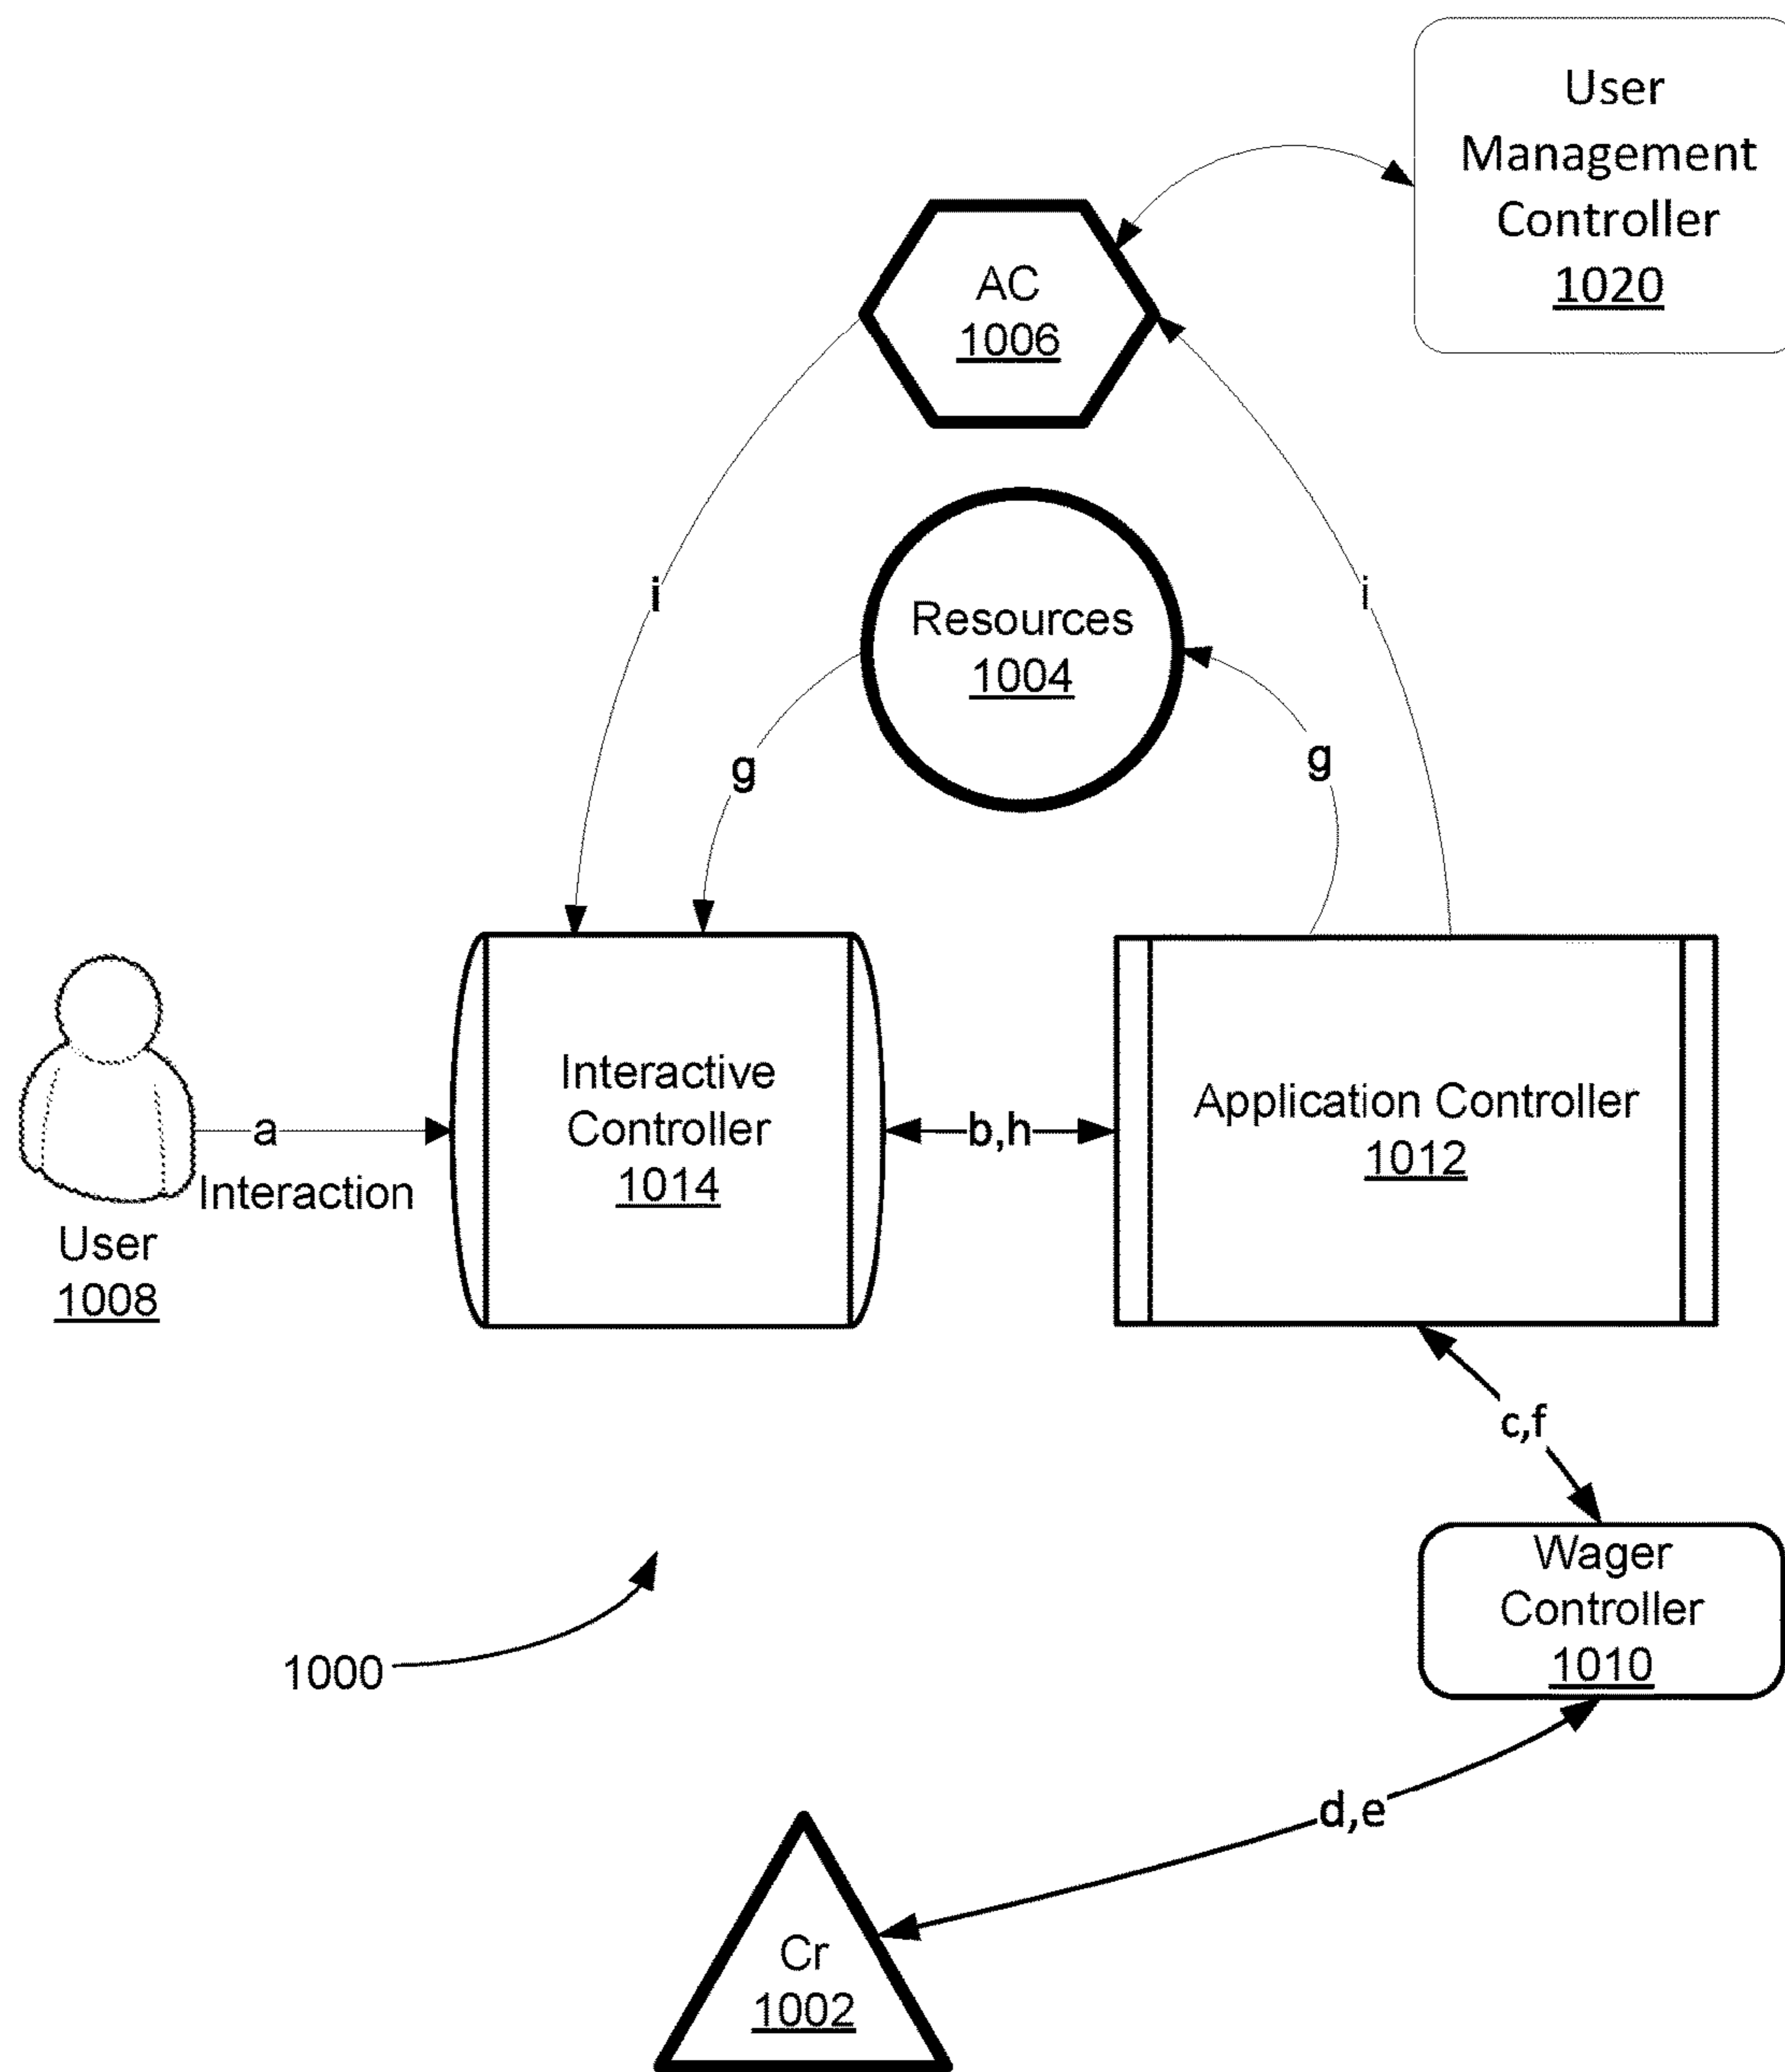 User
Management
Controller
1020
AC
1006
i
i
Resources
1004
g
g
Interactive
Controller
1014
b,h
Application Controller
1012
a
Interaction
User
1008
c,f
Wager
Controller
1010
1000
d,e
Cr
1002